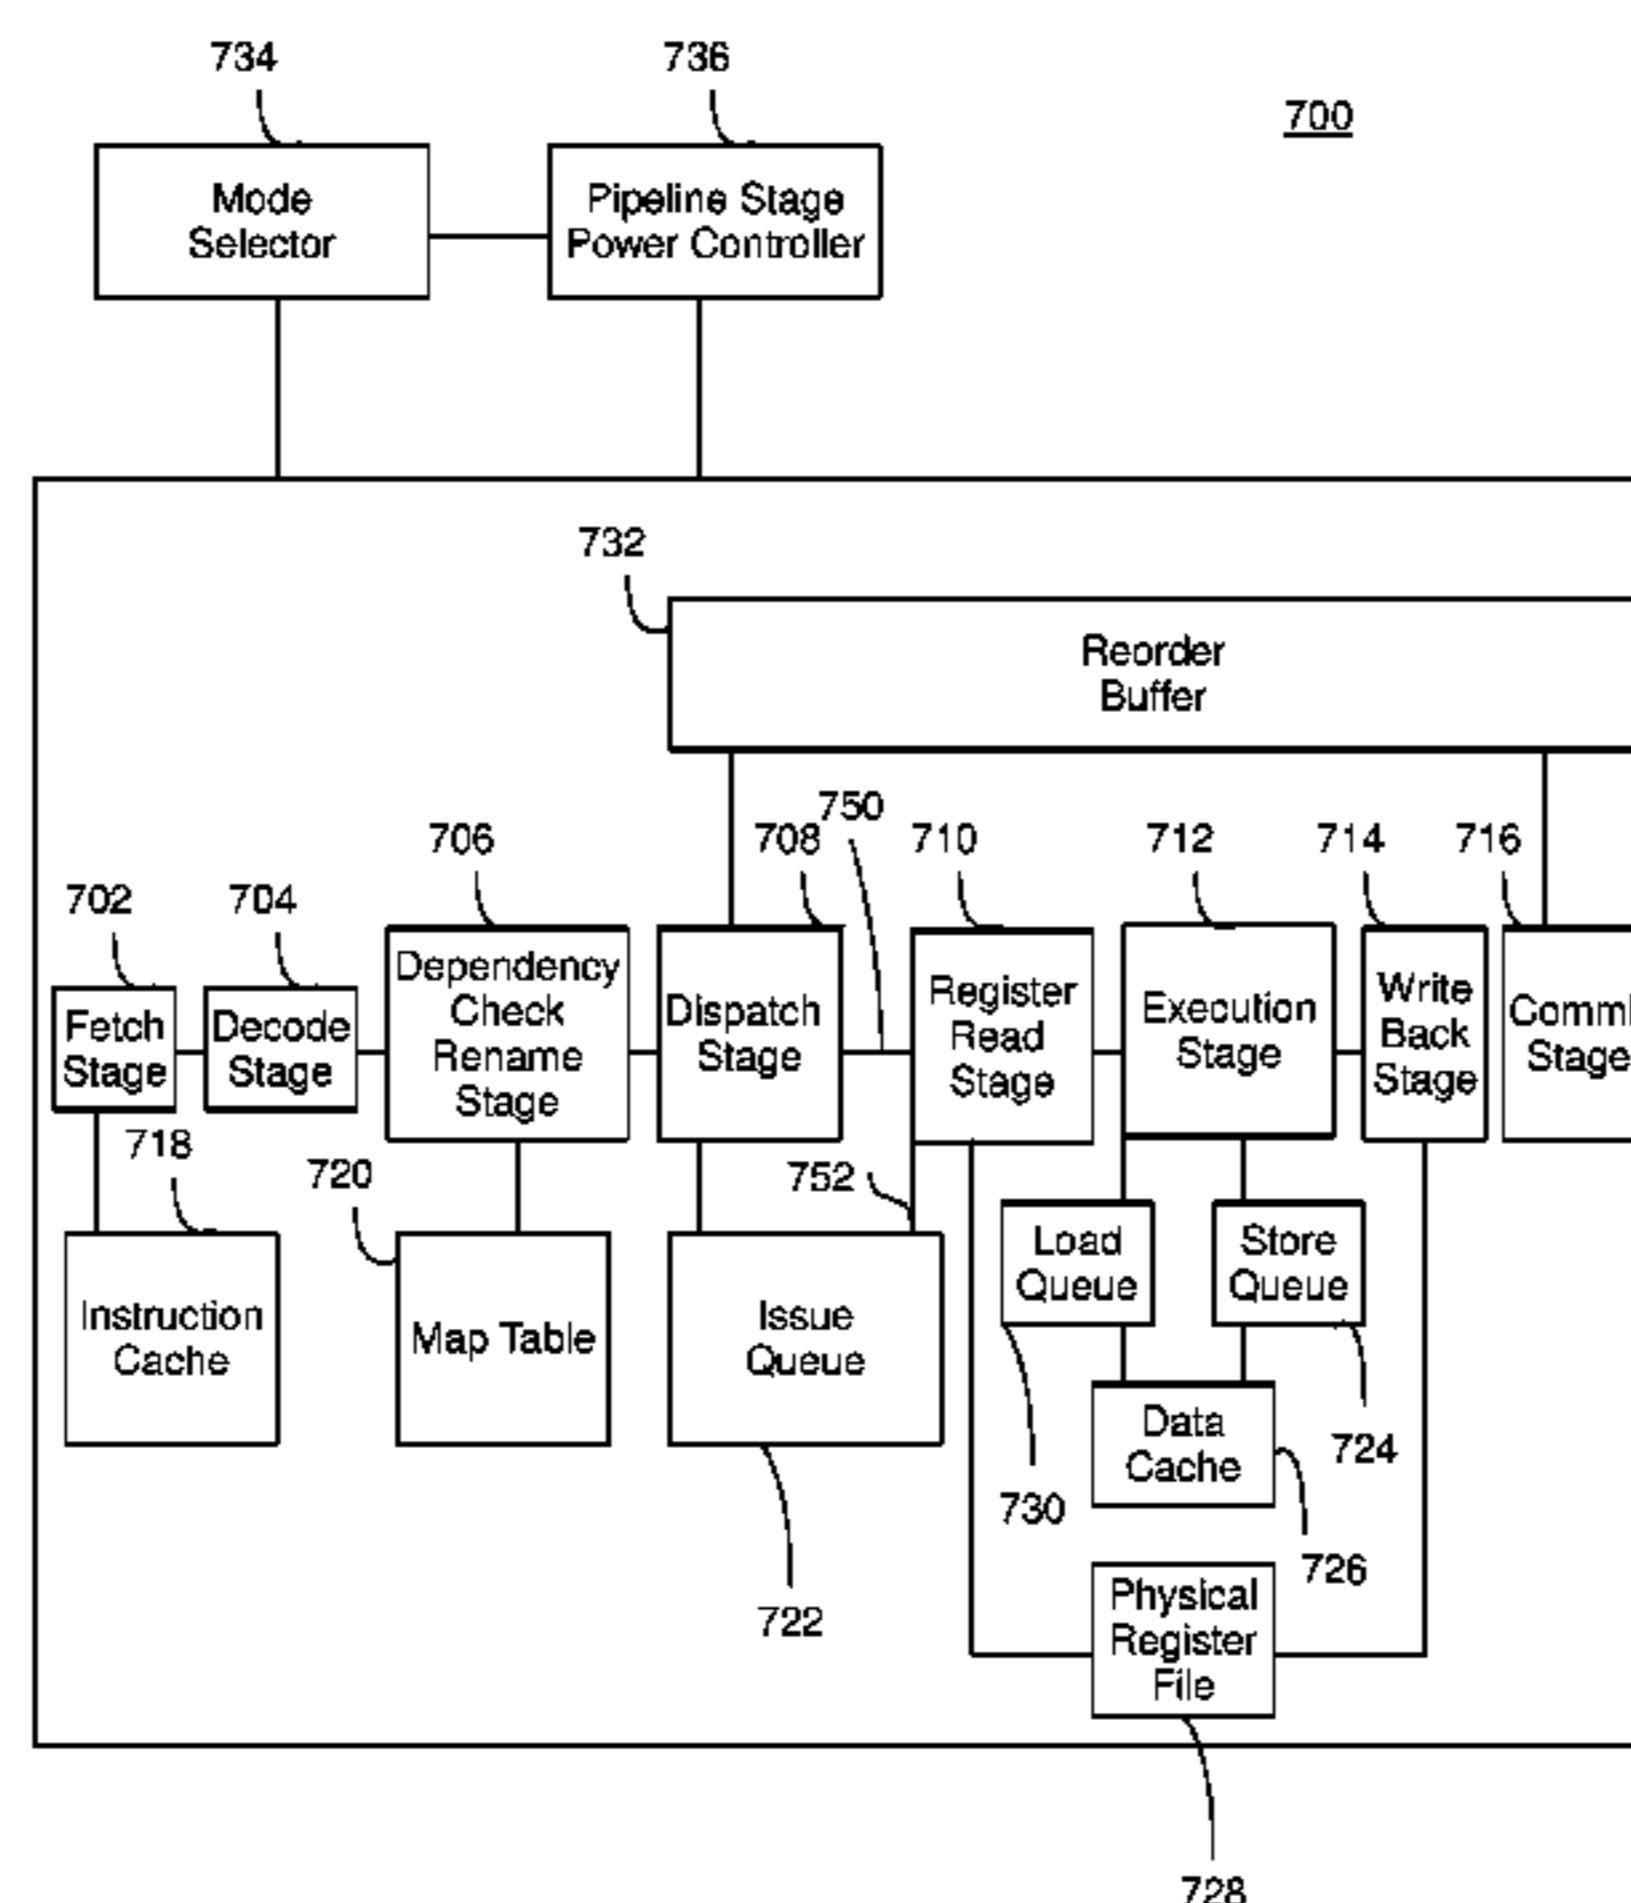 734
736
700
Mode
Selector
Pipeline Stage
Power Controller
732
Reorder
Buffer
750
706
708
710
712
714
716
702
704
Fetch
Stage
Decode
Stage
Dependency
Check
Rename
Stage
Dispatch
Stage
Register
Read
Stage
Execution
Stage
Write
Back
Stage
Stage
718
720
752
Instruction
Cache
Map Table
Issue
Queue
Load
Queue
Store
Queue
Data
Cache
724
730
726
722
Physical
Register
File
728